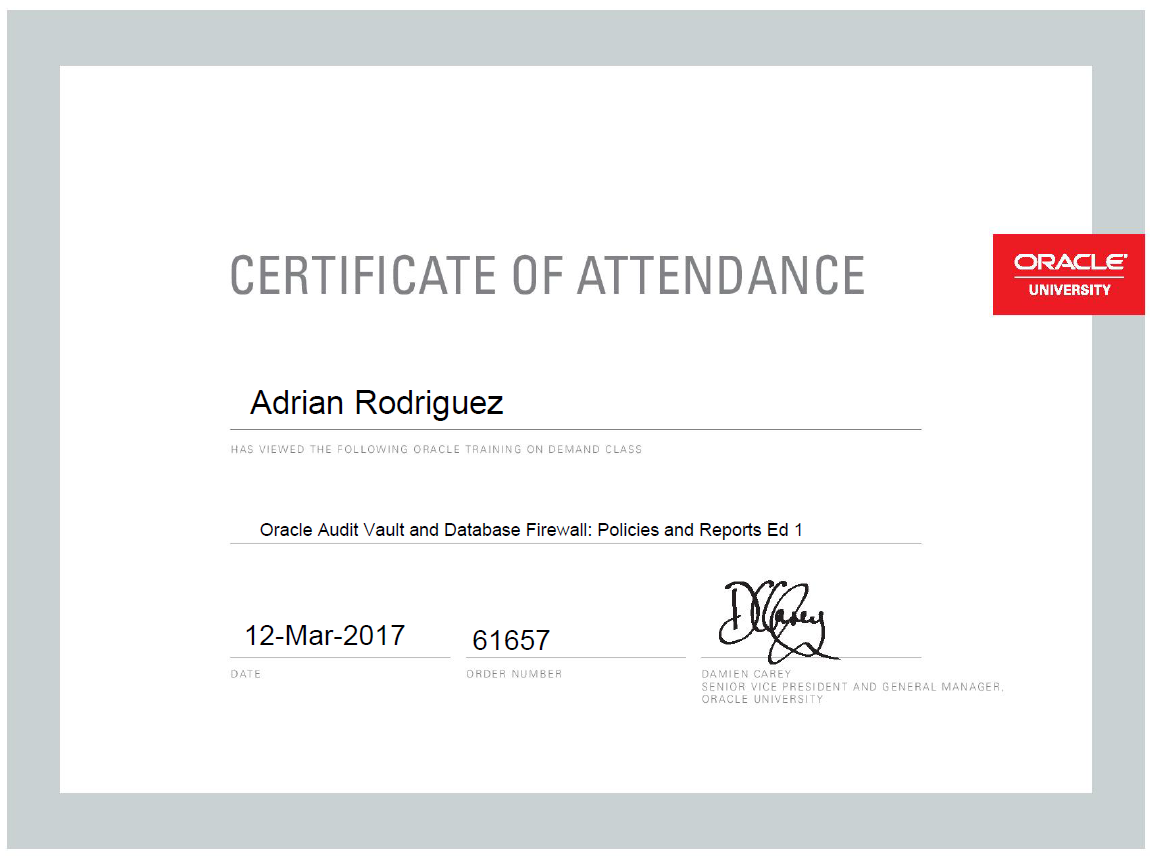 CERTIFICATE OF ATTENDANCE
ORACLE
UNIVERSITY
Adrian Rodriguez
HAS VIEWED THE FOLLOWING ORACLE TRAINING ON DEMAND CLASS
Oracle Audit Vault and Database Firewall: Policies and Reports Ed 1
12-Mar-2017
DATE
61657
ORDER NUMBER
DCarey
DAMIEN CAREY
SENIOR VICE PRESIDENT AND GENERAL MANAGER,
ORACLE UNIVERSITY